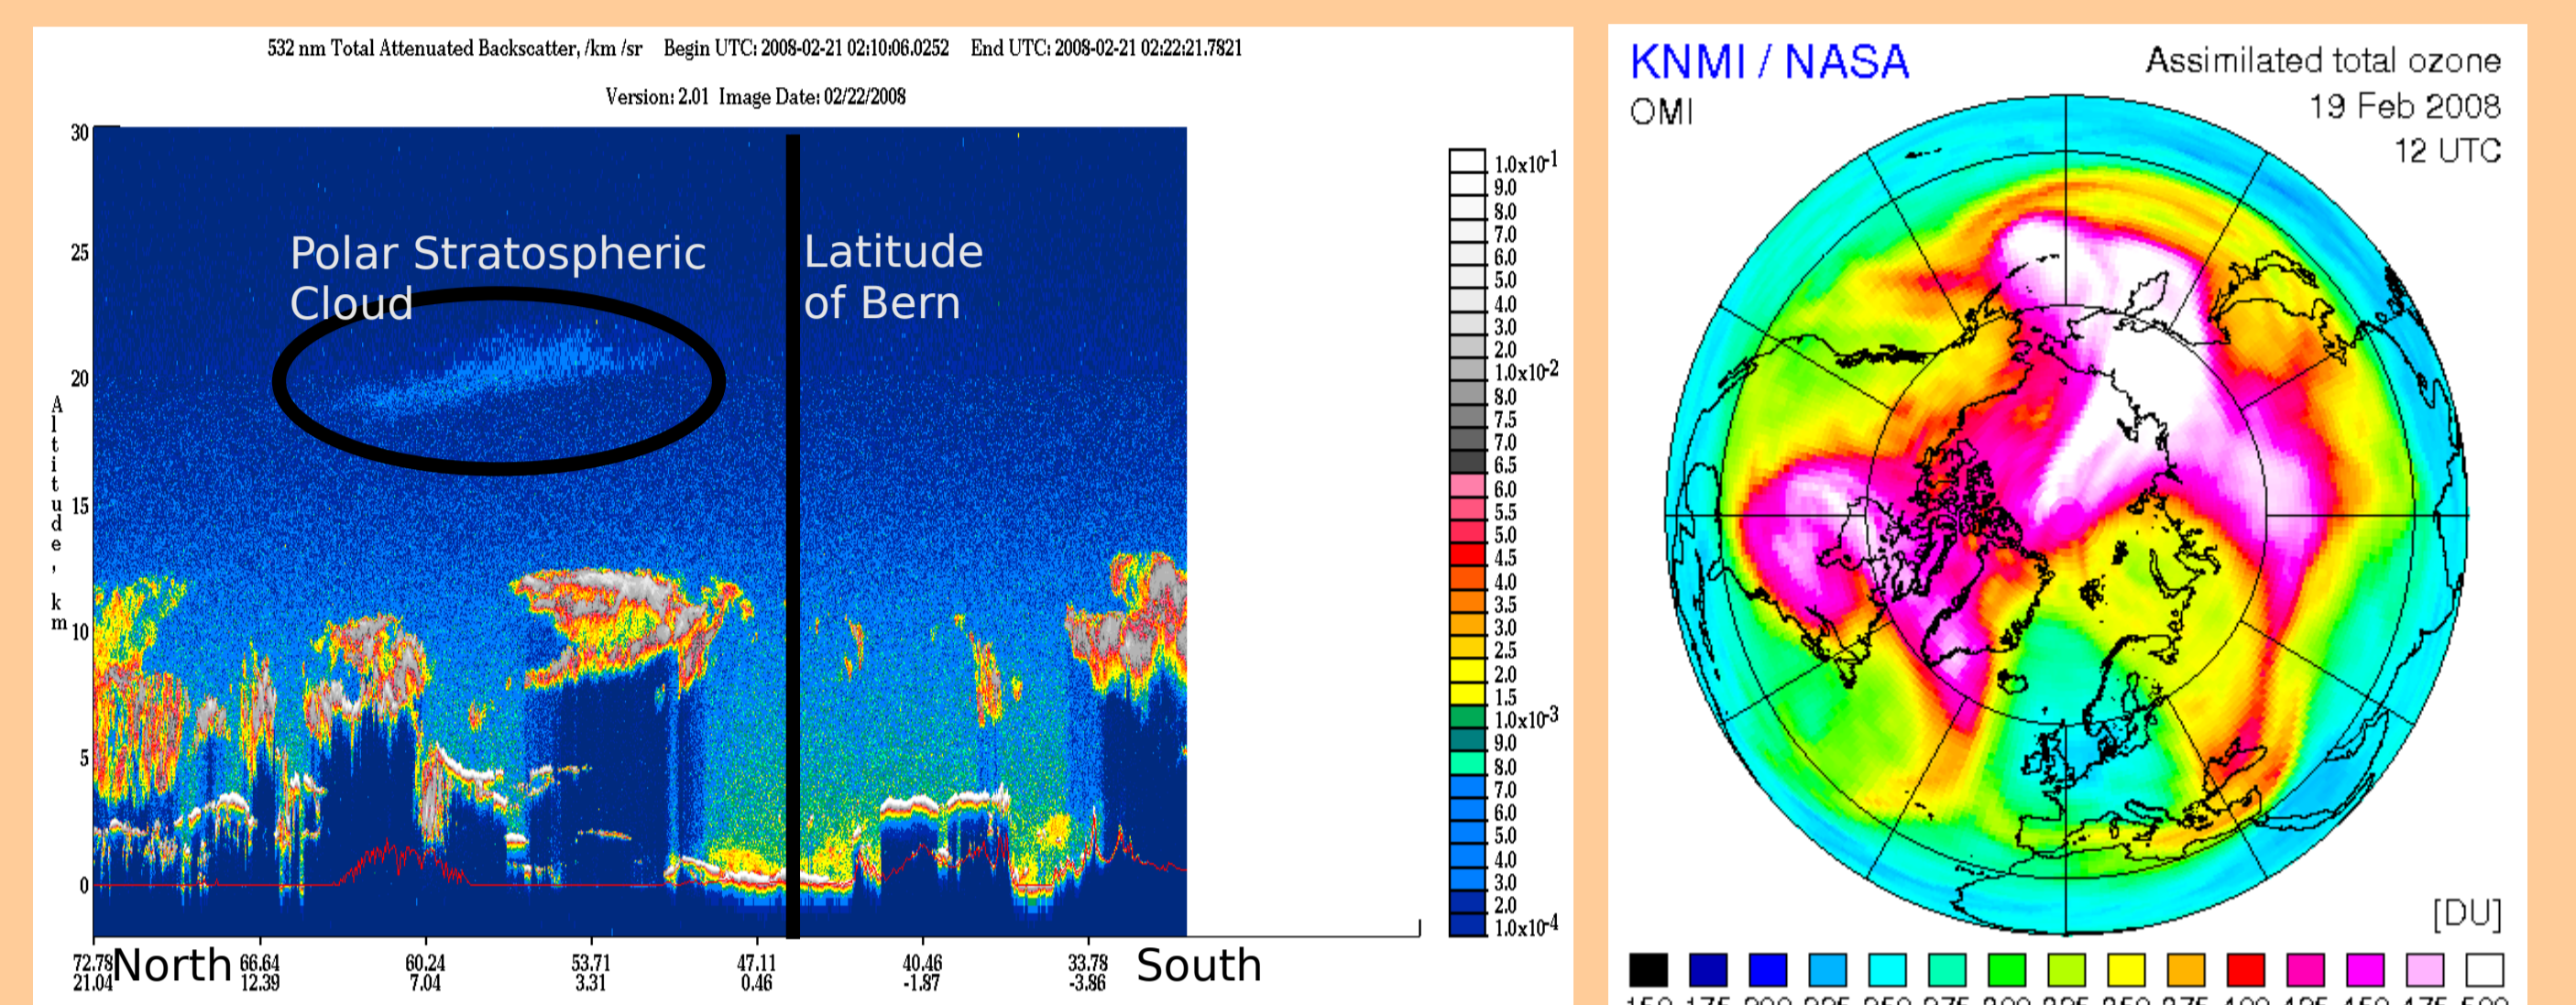 532 nm Total Attenuated Backscatter, /km /sr Begin UTC: 2008-02-21 02:10:06.0252 End UTC: 2008-02-21 02:22:21.7821
Version: 2.01 Image Date: 02/22/2008
30
25
20
15
10
5
0
Altitude, km
Polar Stratospheric
Cloud
Latitude
of Bern
72.78 66.64 60.24 53.71 47.11 40.46 33.78
21.04 12.39 7.04 3.31 0.46 -1.87 -3.86
North
South
1.0x10-1
9.0
8.0
7.0
6.0
5.0
4.0
3.0
2.0
1.0x10-2
8.0
7.5
7.0
6.5
6.0
5.5
5.0
4.5
4.0
3.5
3.0
2.5
2.0
1.5
1.0x10-3
9.0
8.0
7.0
6.0
5.0
4.0
3.0
2.0
1.0x10-4
KNMI / NASA
OMI
Assimilated total ozone
19 Feb 2008
12 UTC
[DU]